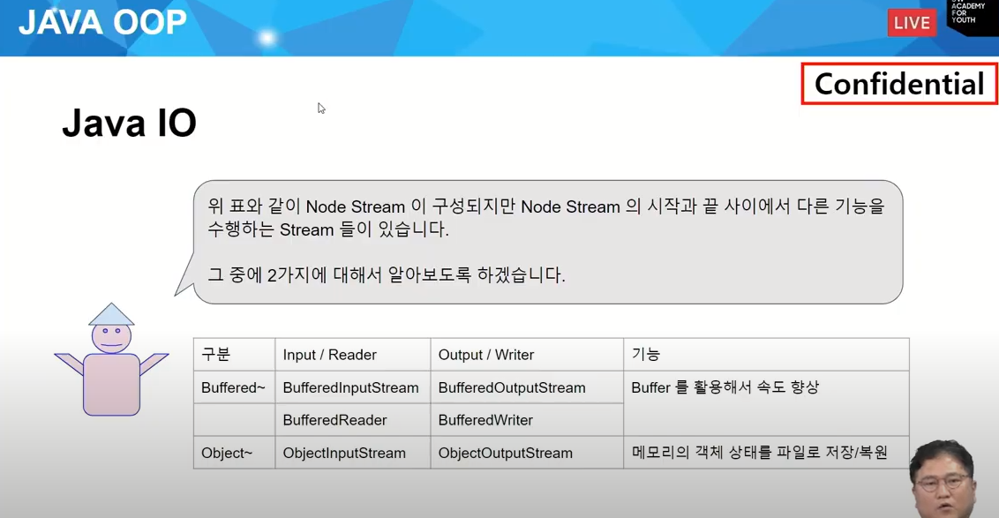 JAVA OOP
LIVE
ACADEMY
FOR
YOUTH
Confidential
Java IO
위 표와 같이 Node Stream 이 구성되지만 Node Stream 의 시작과 끝 사이에서 다른 기능을
수행하는 Stream 들이 있습니다.
그 중에 2가지에 대해서 알아보도록 하겠습니다.
구분 Input / Reader Output / Writer 기능
Buffered~ BufferedInputStream BufferedOutputStream Buffer 를 활용해서 속도 향상
BufferedReader BufferedWriter
Object~ ObjectInputStream ObjectOutputStream 메모리의 객체 상태를 파일로 저장/복원